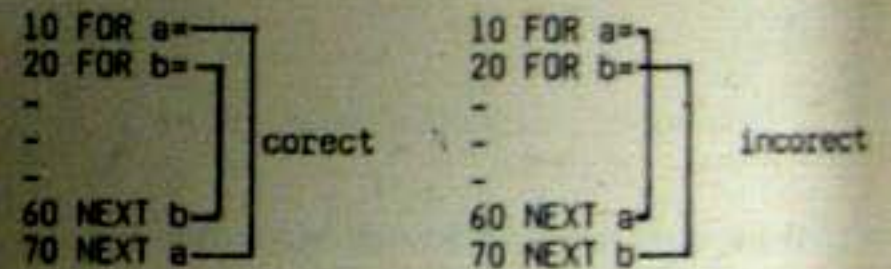 10 FOR a=
20 FOR b=
-
-
corect
-
60 NEXT b
70 NEXT a
10 FOR a=
20 FOR b=
-
-
incorect
-
60 NEXT a
70 NEXT b